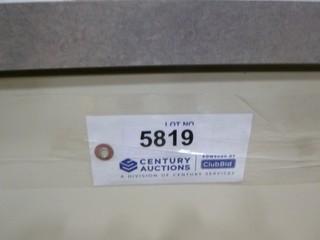 LOT NO
5819
CENTURY AUCTIONS
POWERED BY
ClubBid
A DIVISION OF CENTURY SERVICES